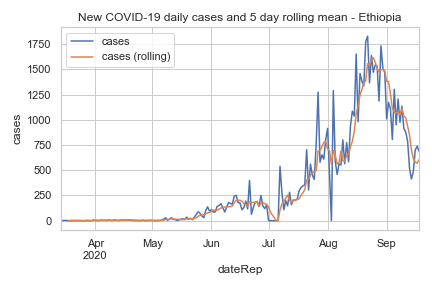 New COVID-19 daily cases and 5 day rolling mean - Ethiopia
cases
cases (rolling)
1750
1500
1250
1000
750
500
250
0
cases
Apr
2020
May
Jun
Jul
Aug
Sep
dateRep